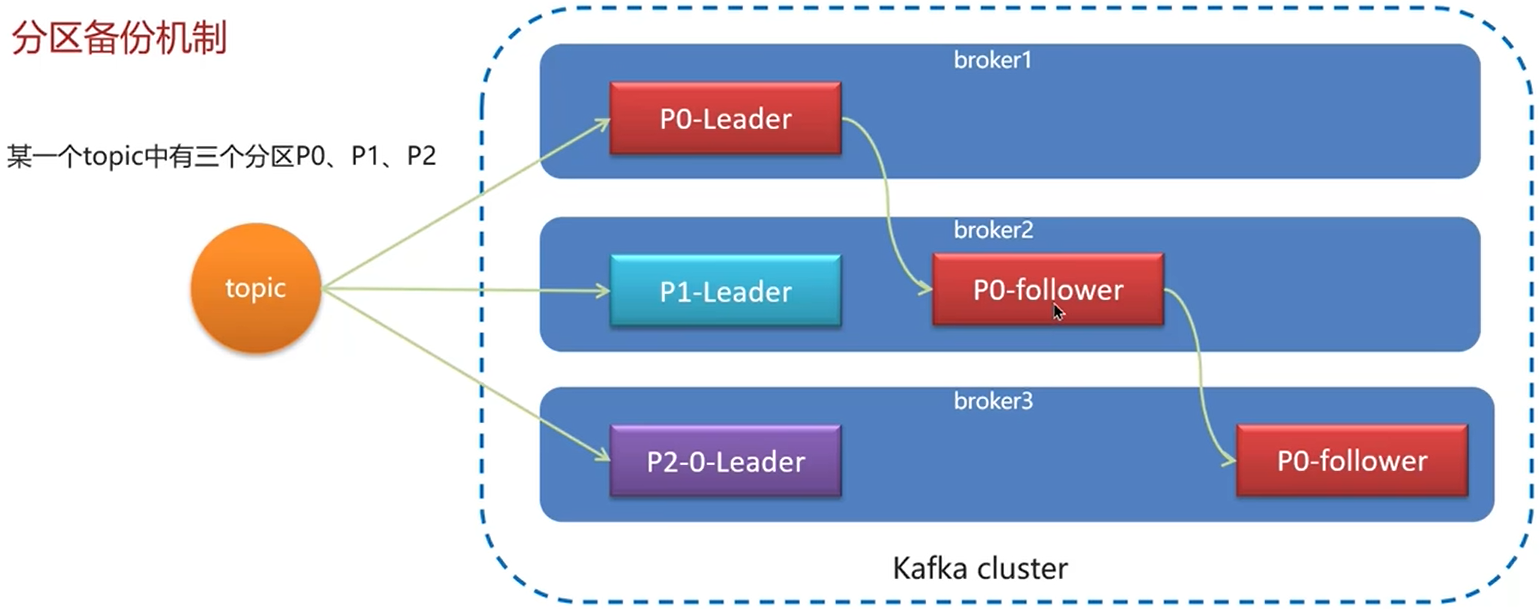 分区备份机制
某一个topic中有三个分区P0、P1、P2
topic
broker1
P0-Leader
broker2
P1-Leader
P0-follower
broker3
P2-0-Leader
P0-follower
Kafka cluster